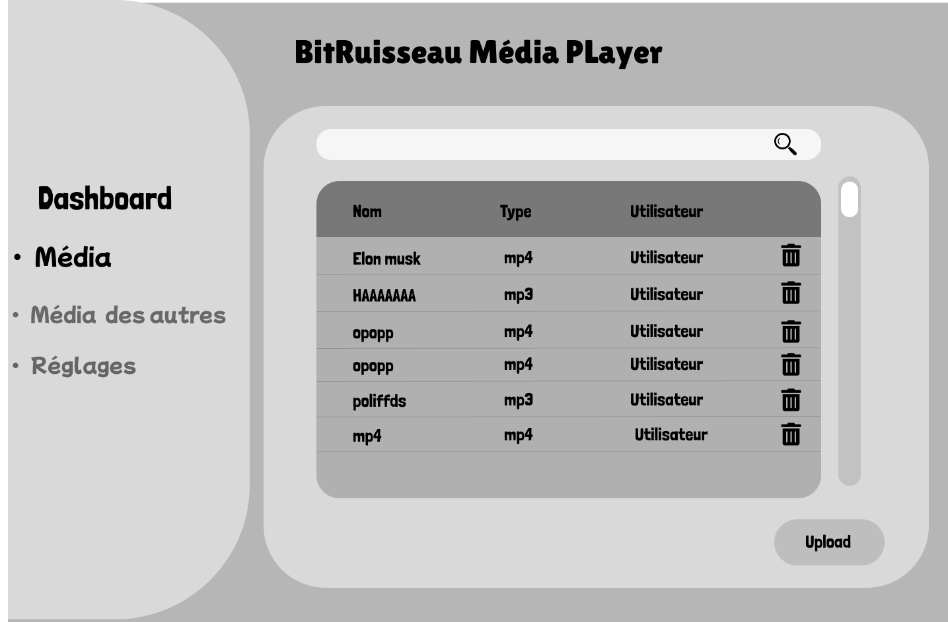 BitRuisseau Média PLayer
Dashboard
• Média
• Média des autres
• Réglages
Nom Type Utilisateur
Elon musk mp4 Utilisateur
HAAAAAAA mp3 Utilisateur
opopp mp4 Utilisateur
opopp mp4 Utilisateur
poliffds mp3 Utilisateur
mp4 mp4 Utilisateur
Upload